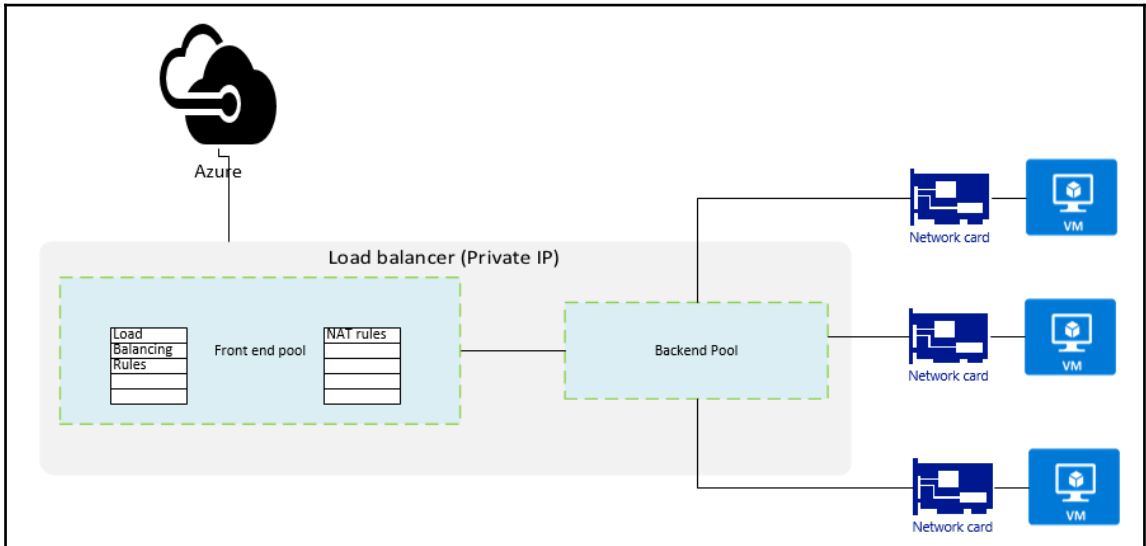 Azure
Load balancer (Private IP)
Load
Balancing
Rules
Front end pool
NAT rules
Backend Pool
Network card
VM
Network card
VM
Network card
VM